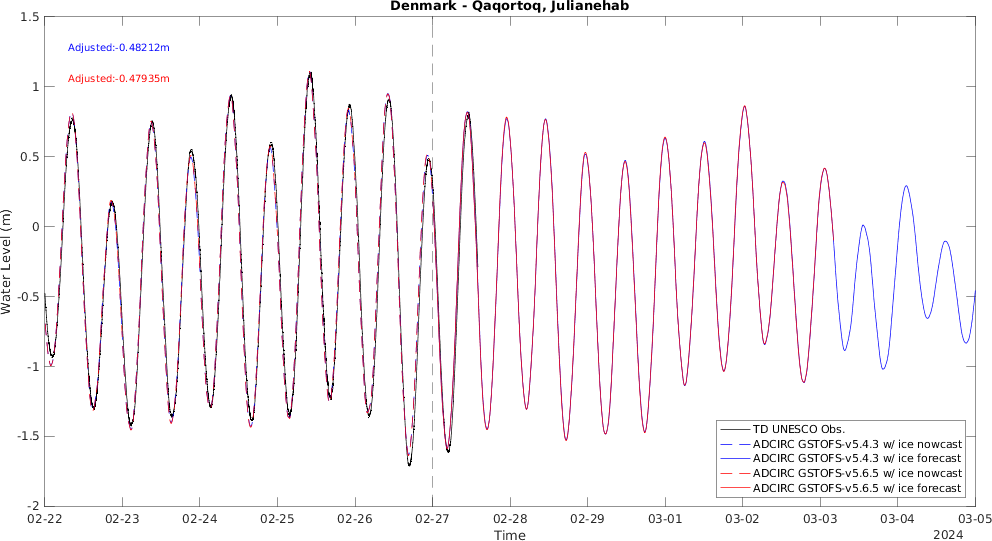 Denmark - Qaqortoq, Julianehab
1.5
1
0.5
0
-0.5
-1
-1.5
-2
Water Level (m)
Adjusted:-0.48212m
Adjusted:-0.47935m
TD UNESCO Obs.
ADCIRC GSTOFS-v5.4.3 w/ ice nowcast
ADCIRC GSTOFS-v5.4.3 w/ ice forecast
ADCIRC GSTOFS-v5.6.5 w/ ice nowcast
ADCIRC GSTOFS-v5.6.5 w/ ice forecast
02-22 02-23 02-24 02-25 02-26 02-27 02-28 02-29 03-01 03-02 03-03 03-04 03-05
Time
2024